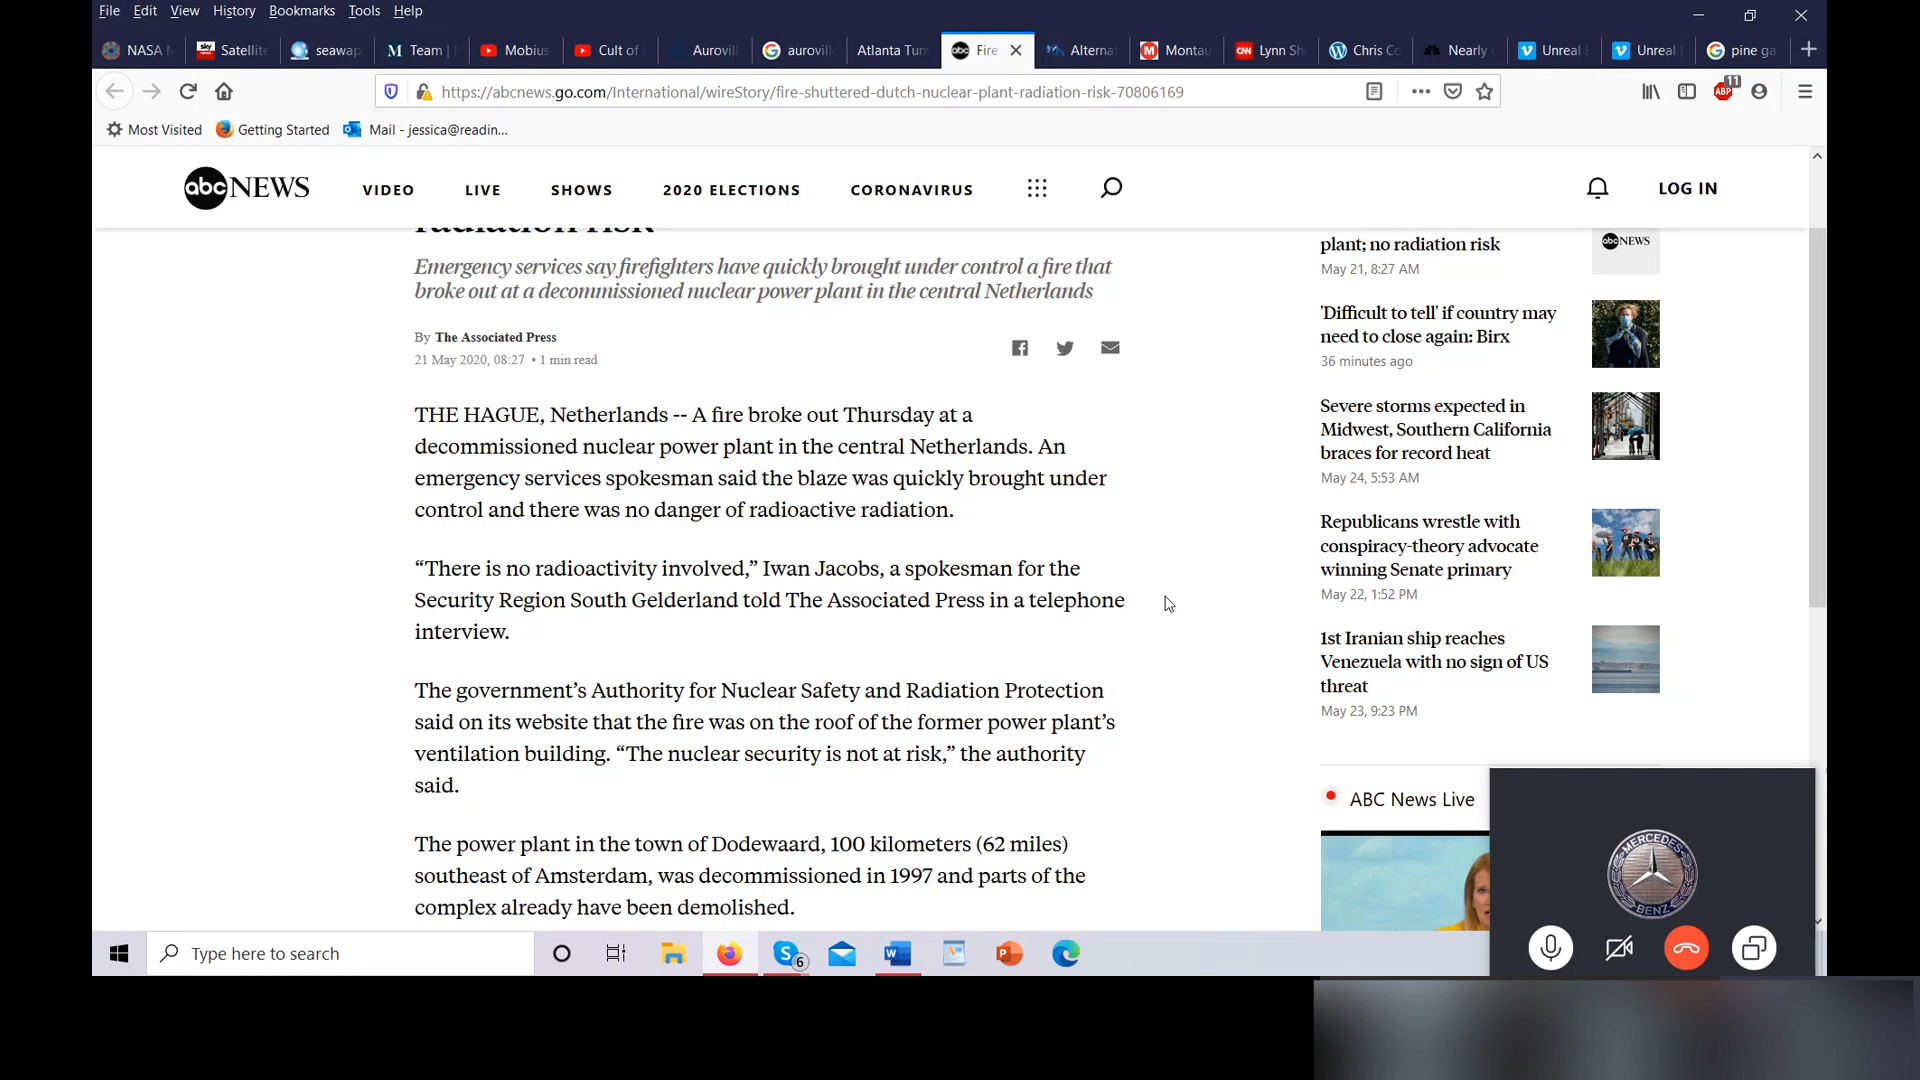 File Edit View History Bookmarks Tools Help
NASA
Satellite
seawap
Team |
Mobius
Cult of
Aurovil
aurovill
Atlanta Tur
Fire
Alterna
Montau
Lynn Sh
Chris Co
Nearly
Unreal
Unreal
pine ga
https://abcnews.go.com/International/wireStory/fire-shuttered-dutch-nuclear-plant-radiation-risk-70806169
ABP 11
Most Visited Getting Started Mail - jessica@readin...
abc NEWS VIDEO LIVE SHOWS 2020 ELECTIONS CORONAVIRUS LOG IN
radiation risk
Emergency services say firefighters have quickly brought under control a fire that
broke out at a decommissioned nuclear power plant in the central Netherlands
By The Associated Press
21 May 2020, 08:27 • 1 min read
THE HAGUE, Netherlands -- A fire broke out Thursday at a
decommissioned nuclear power plant in the central Netherlands. An
emergency services spokesman said the blaze was quickly brought under
control and there was no danger of radioactive radiation.
“There is no radioactivity involved,” Iwan Jacobs, a spokesman for the
Security Region South Gelderland told The Associated Press in a telephone
interview.
The government’s Authority for Nuclear Safety and Radiation Protection
said on its website that the fire was on the roof of the former power plant’s
ventilation building. “The nuclear security is not at risk,” the authority
said.
The power plant in the town of Dodewaard, 100 kilometers (62 miles)
southeast of Amsterdam, was decommissioned in 1997 and parts of the
complex already have been demolished.
plant; no radiation risk
May 21, 8:27 AM
abc NEWS
'Difficult to tell' if country may
need to close again: Birx
36 minutes ago
Severe storms expected in
Midwest, Southern California
braces for record heat
May 24, 5:53 AM
Republicans wrestle with
conspiracy-theory advocate
winning Senate primary
May 22, 1:52 PM
1st Iranian ship reaches
Venezuela with no sign of US
threat
May 23, 9:23 PM
ABC News Live
MERCEDES
BENZ
Type here to search
6